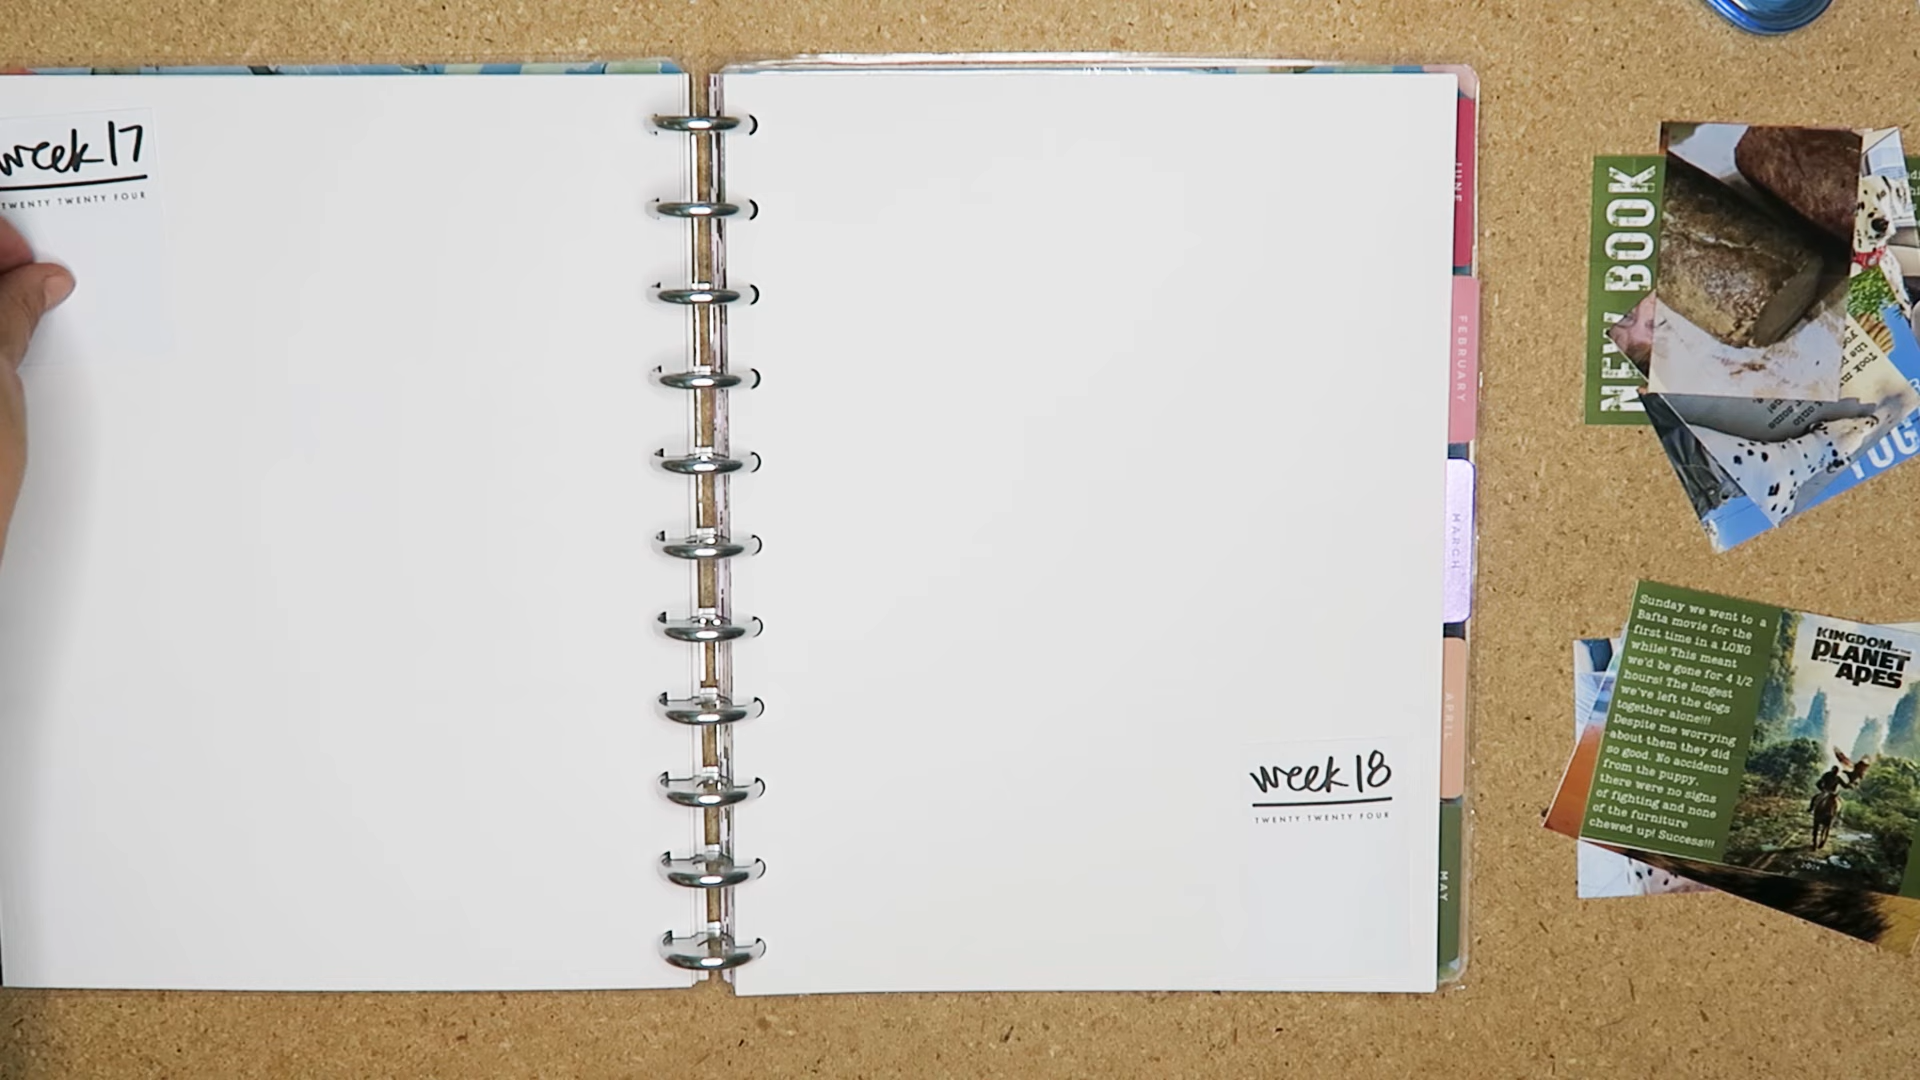 week 17
TWENTY TWENTY FOUR
week 18
TWENTY TWENTY FOUR
JUNE
FEBRUARY
MARCH
APRIL
MAY
NEW BOOK
Sunday we went to a
Bafta movie for the
first time in a LONG
while! This meant
we'd be gone for 4 1/2
hours! The longest
we've left the dogs
together alone!!!
Despite me worrying
about them they did
so good. No accidents
from the puppy,
there were no signs
of fighting and none
of the furniture
chewed up! Success!!!
KINGDOM OF THE
PLANET
OF THE APES